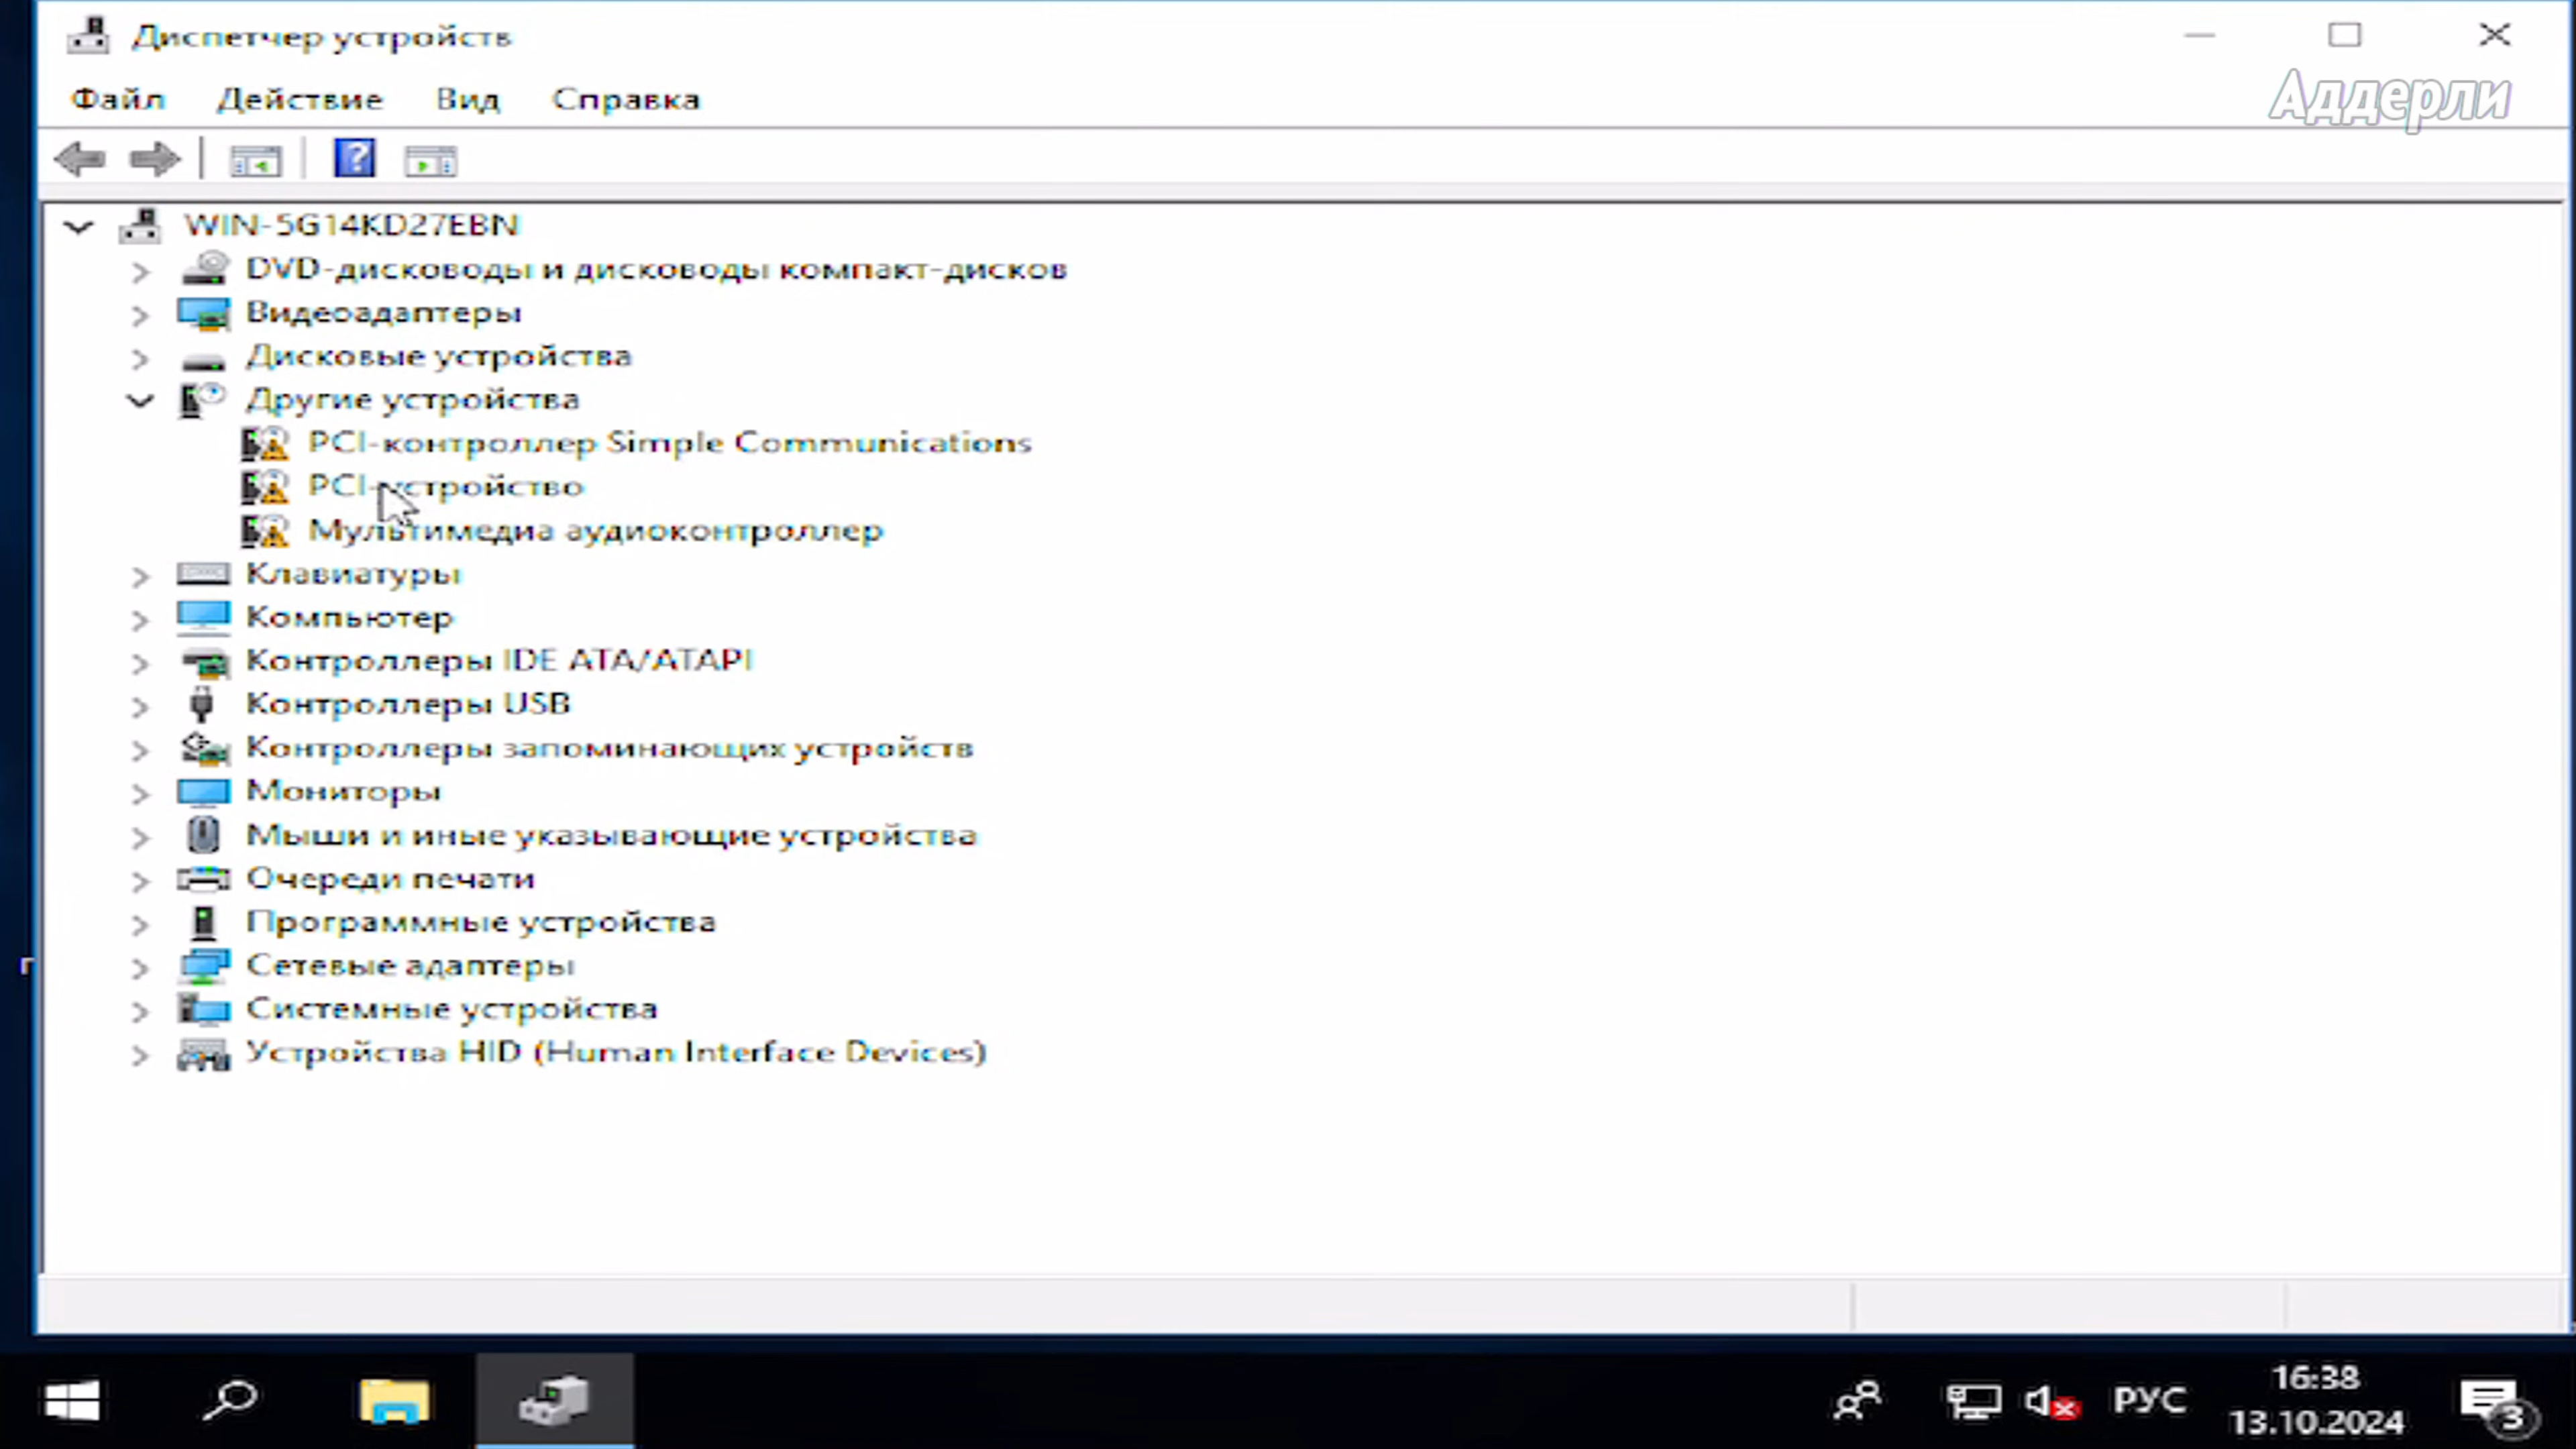 Диспетчер устройств
Файл Действие Вид Справка
Аддерли
WIN-5G14KD27EBN
DVD-дисководы и дисководы компакт-дисков
Видеоадаптеры
Дисковые устройства
Другие устройства
PCI-контроллер Simple Communications
PCI-устройство
Мультимедиа аудиоконтроллер
Клавиатуры
Компьютер
Контроллеры IDE ATA/ATAPI
Контроллеры USB
Контроллеры запоминающих устройств
Мониторы
Мыши и иные указывающие устройства
Очереди печати
Программные устройства
Сетевые адаптеры
Системные устройства
Устройства HID (Human Interface Devices)
РУС
16:38
13.10.2024
3